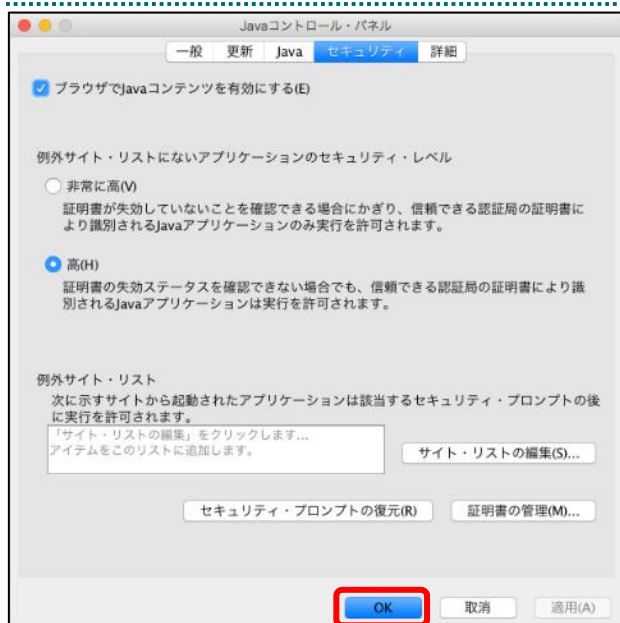 Javaコントロール・パネル
一般 更新 Java セキュリティ 詳細
ブラウザでJavaコンテンツを有効にする(E)
例外サイト・リストにないアプリケーションのセキュリティ・レベル
非常に高(V)
証明書が失効していないことを確認できる場合にかぎり、信頼できる認証局の証明書に
より識別されるJavaアプリケーションのみ実行を許可されます。
高(H)
証明書の失効ステータスを確認できない場合でも、信頼できる認証局の証明書により識
別されるJavaアプリケーションは実行を許可されます。
例外サイト・リスト
次に示すサイトから起動されたアプリケーションは該当するセキュリティ・プロンプトの後
に実行を許可されます。
「サイト・リストの編集」をクリックします...
アイテムをこのリストに追加します。
サイト・リストの編集(S)...
セキュリティ・プロンプトの復元(R) 証明書の管理(M)...
OK 取消 適用(A)